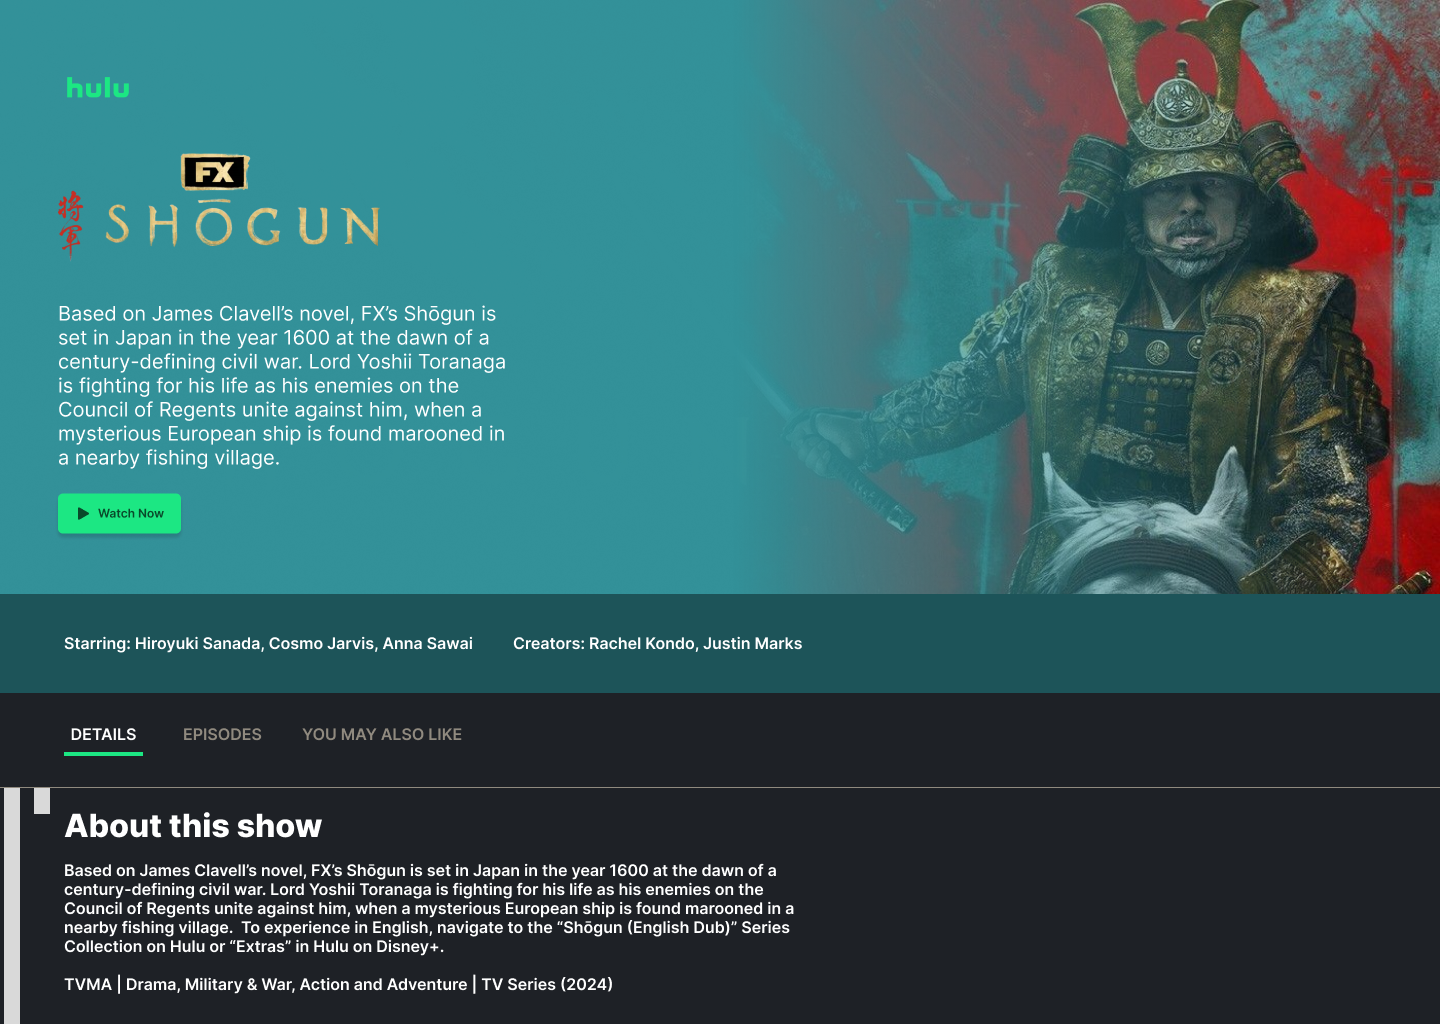 hulu
FX
将軍
SHŌGUN
Based on James Clavell’s novel, FX’s Shōgun is
set in Japan in the year 1600 at the dawn of a
century-defining civil war. Lord Yoshii Toranaga
is fighting for his life as his enemies on the
Council of Regents unite against him, when a
mysterious European ship is found marooned in
a nearby fishing village.
Watch Now
Starring: Hiroyuki Sanada, Cosmo Jarvis, Anna Sawai
Creators: Rachel Kondo, Justin Marks
DETAILS
EPISODES
YOU MAY ALSO LIKE
About this show
Based on James Clavell’s novel, FX’s Shōgun is set in Japan in the year 1600 at the dawn of a
century-defining civil war. Lord Yoshii Toranaga is fighting for his life as his enemies on the
Council of Regents unite against him, when a mysterious European ship is found marooned in a
nearby fishing village.  To experience in English, navigate to the “Shōgun (English Dub)” Series
Collection on Hulu or “Extras” in Hulu on Disney+.
TVMA | Drama, Military & War, Action and Adventure | TV Series (2024)